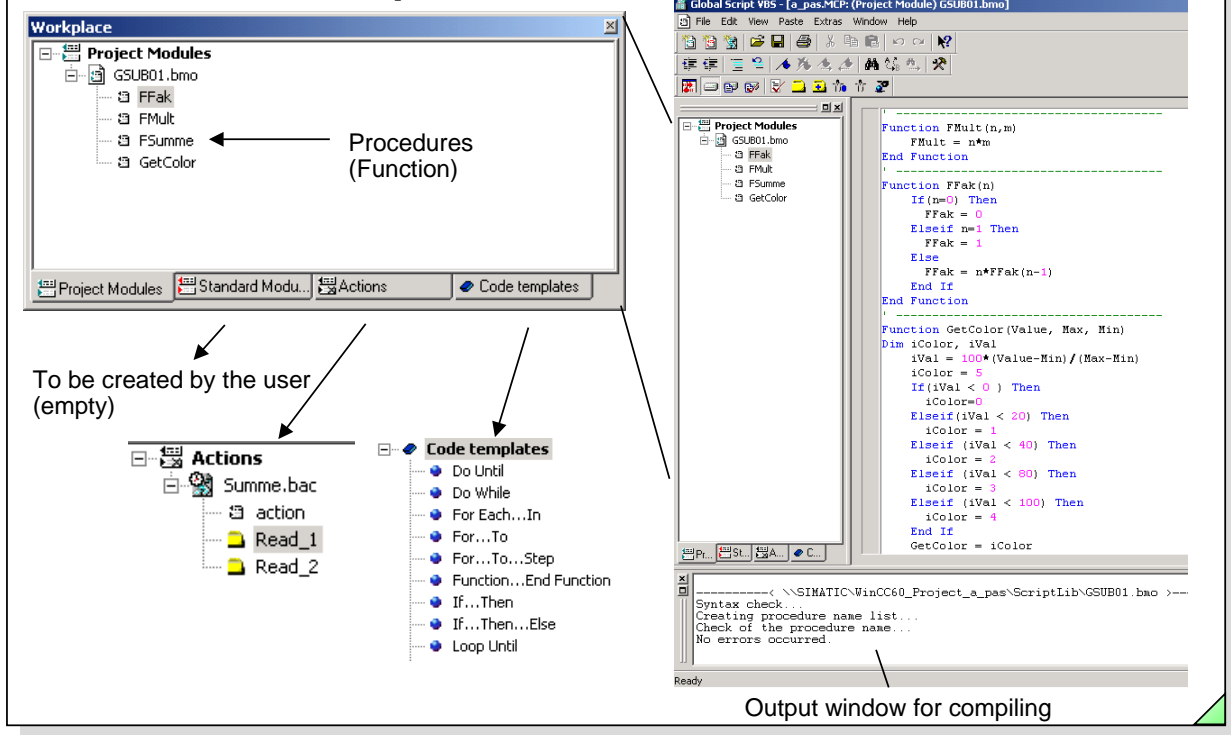 Workplace
Project Modules
GSUB01.bmo
FFak
FMult
FSumme
GetColor
Procedures
(Function)
Project Modules
Standard Modu...
Actions
Code templates
To be created by the user
(empty)
Actions
Summe.bac
action
Read_1
Read_2
Code templates
Do Until
Do While
For Each...In
For...To
For...To...Step
Function...End Function
If...Then
If...Then...Else
Loop Until
Global Script VBS - [a_pas.MCP: (Project Module) GSUB01.bmo]
File Edit View Paste Extras Window Help
Project Modules
GSUB01.bmo
FFak
FMult
FSumme
GetColor
Pr...
St...
A...
C...
' ----------------------------------
Function FMult(n,m)
FMult = n*m
End Function
' ----------------------------------
Function FFak(n)
If(n=0) Then
FFak = 0
Elseif n=1 Then
FFak = 1
Else
FFak = n*FFak(n-1)
End If
End Function
' ----------------------------------
Function GetColor(Value, Max, Min)
Dim iColor, iVal
iVal = 100*(Value-Min)/(Max-Min)
iColor = 5
If(iVal < 0 ) Then
iColor=0
Elseif(iVal < 20) Then
iColor = 1
Elseif (iVal < 40) Then
iColor = 2
Elseif (iVal < 80) Then
iColor = 3
Elseif (iVal < 100) Then
iColor = 4
End If
GetColor = iColor
----------< \\SIMATIC\WinCC60_Project_a_pas\ScriptLib\GSUB01.bmo >---
Syntax check...
Creating procedure name list...
Check of the procedure name...
No errors occurred.
Ready
Output window for compiling